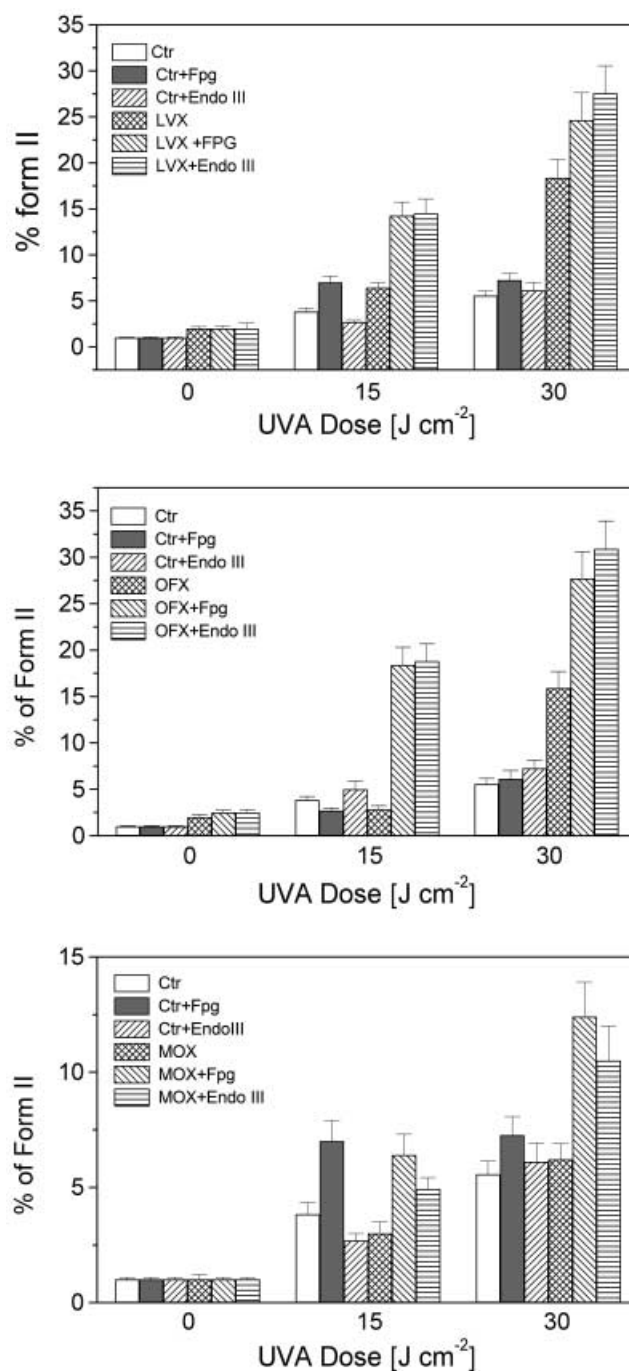 Ctr
Ctr+Fpg
Ctr+Endo III
LVX
LVX +FPG
LVX+Endo III
% form II
35
30
25
20
15
10
5
0
0 15 30
UVA Dose [J cm-2]
Ctr
Ctr+Fpg
Ctr+Endo III
OFX
OFX+Fpg
OFX+Endo III
% of Form II
35
30
25
20
15
10
5
0
0 15 30
UVA Dose [J cm-2]
Ctr
Ctr+Fpg
Ctr+EndoIII
MOX
MOX+Fpg
MOX+Endo III
% of Form II
15
10
5
0
0 15 30
UVA Dose [J cm-2]